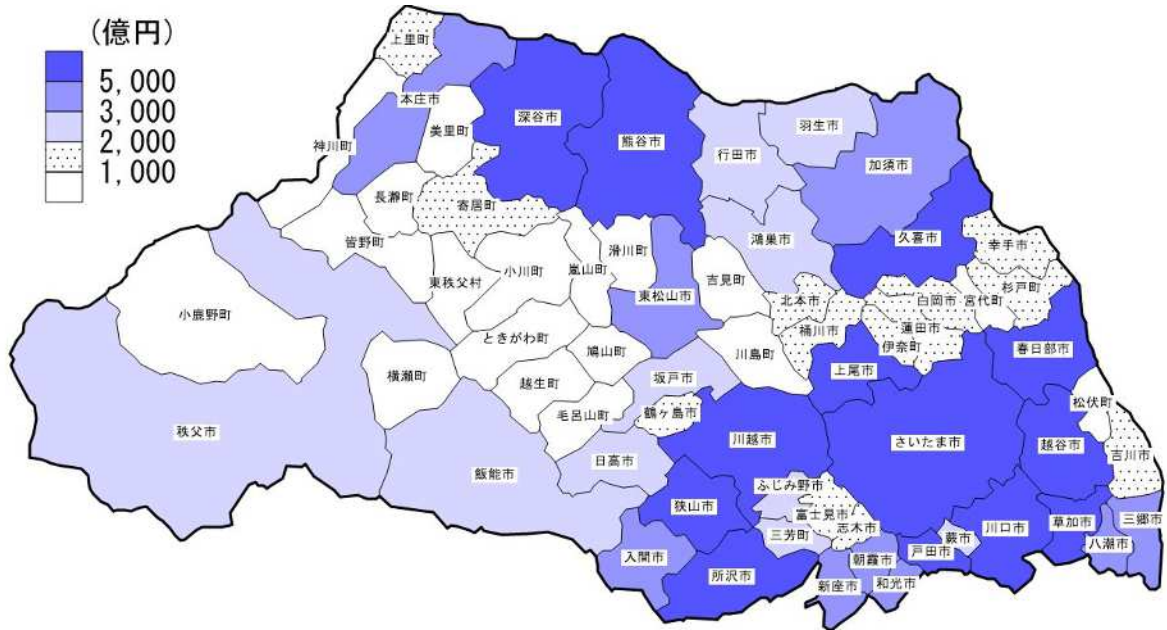 (億円)
5,000
3,000
2,000
1,000
上里町
本庄市
神川町
美里町
深谷市
熊谷市
行田市
羽生市
加須市
長瀞町
寄居町
皆野町
東秩父村
小川町
嵐山町
滑川町
東松山市
吉見町
鴻巣市
久喜市
幸手市
杉戸町
宮代町
白岡市
北本市
桶川市
蓮田市
伊奈町
小鹿野町
ときがわ町
鳩山町
川島町
上尾市
春日部市
横瀬町
越生町
毛呂山町
坂戸市
鶴ヶ島市
松伏町
秩父市
飯能市
日高市
川越市
さいたま市
越谷市
吉川市
ふじみ野市
富士見市
志木市
三芳町
狭山市
入間市
所沢市
新座市
朝霞市
和光市
戸田市
蕨市
川口市
草加市
八潮市
三郷市